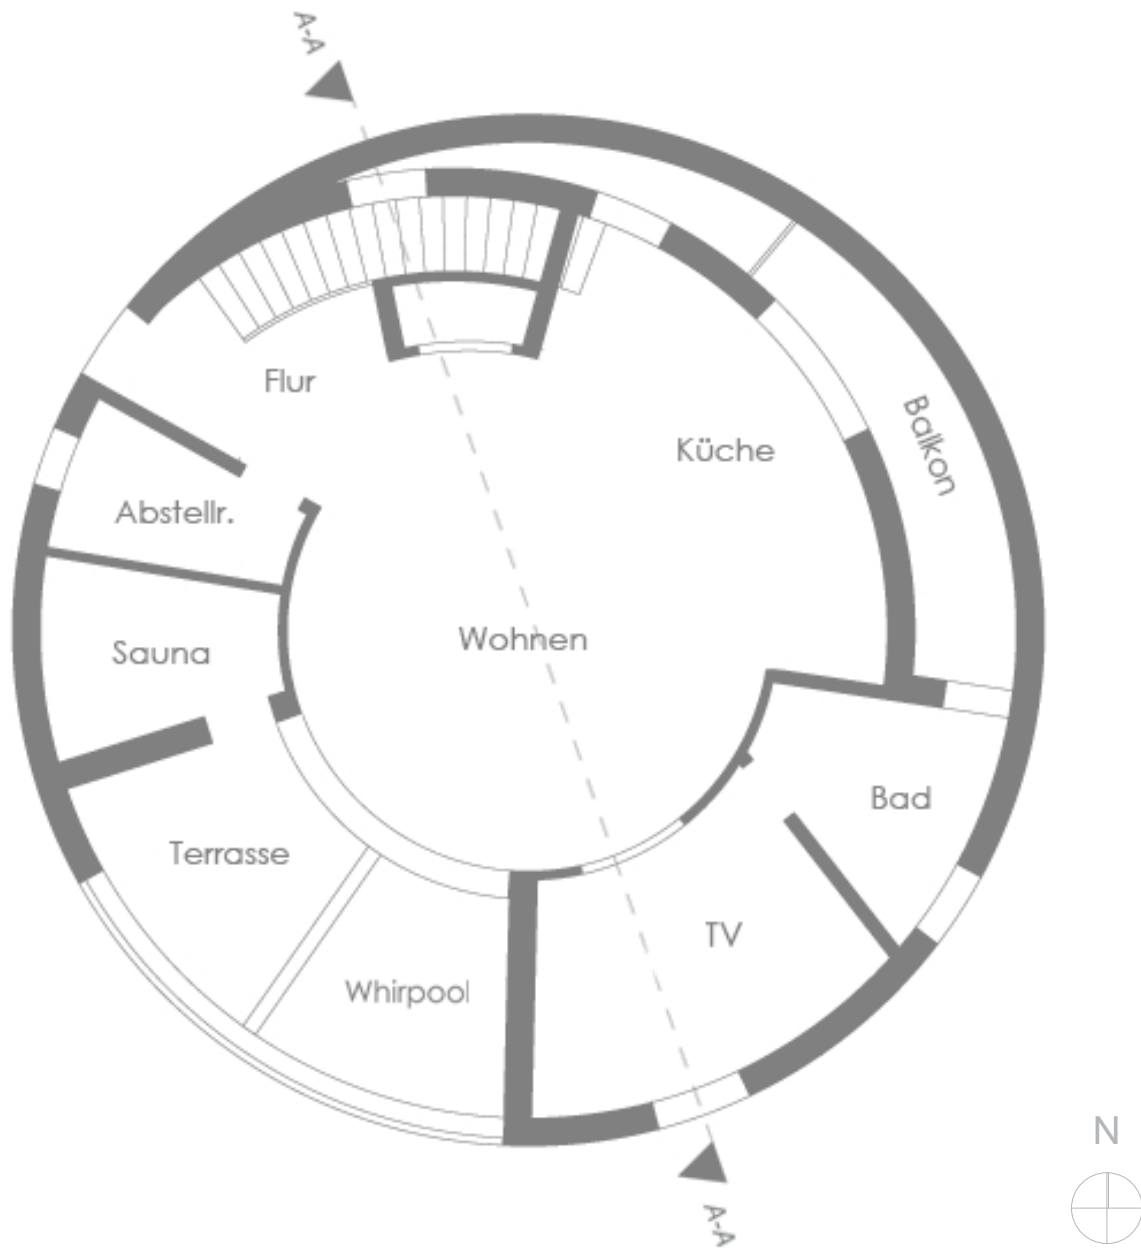 A-A
Flur
Küche
Balkon
Abstellr.
Wohnen
Sauna
Bad
Terrasse
TV
Whirpool
N
A-A